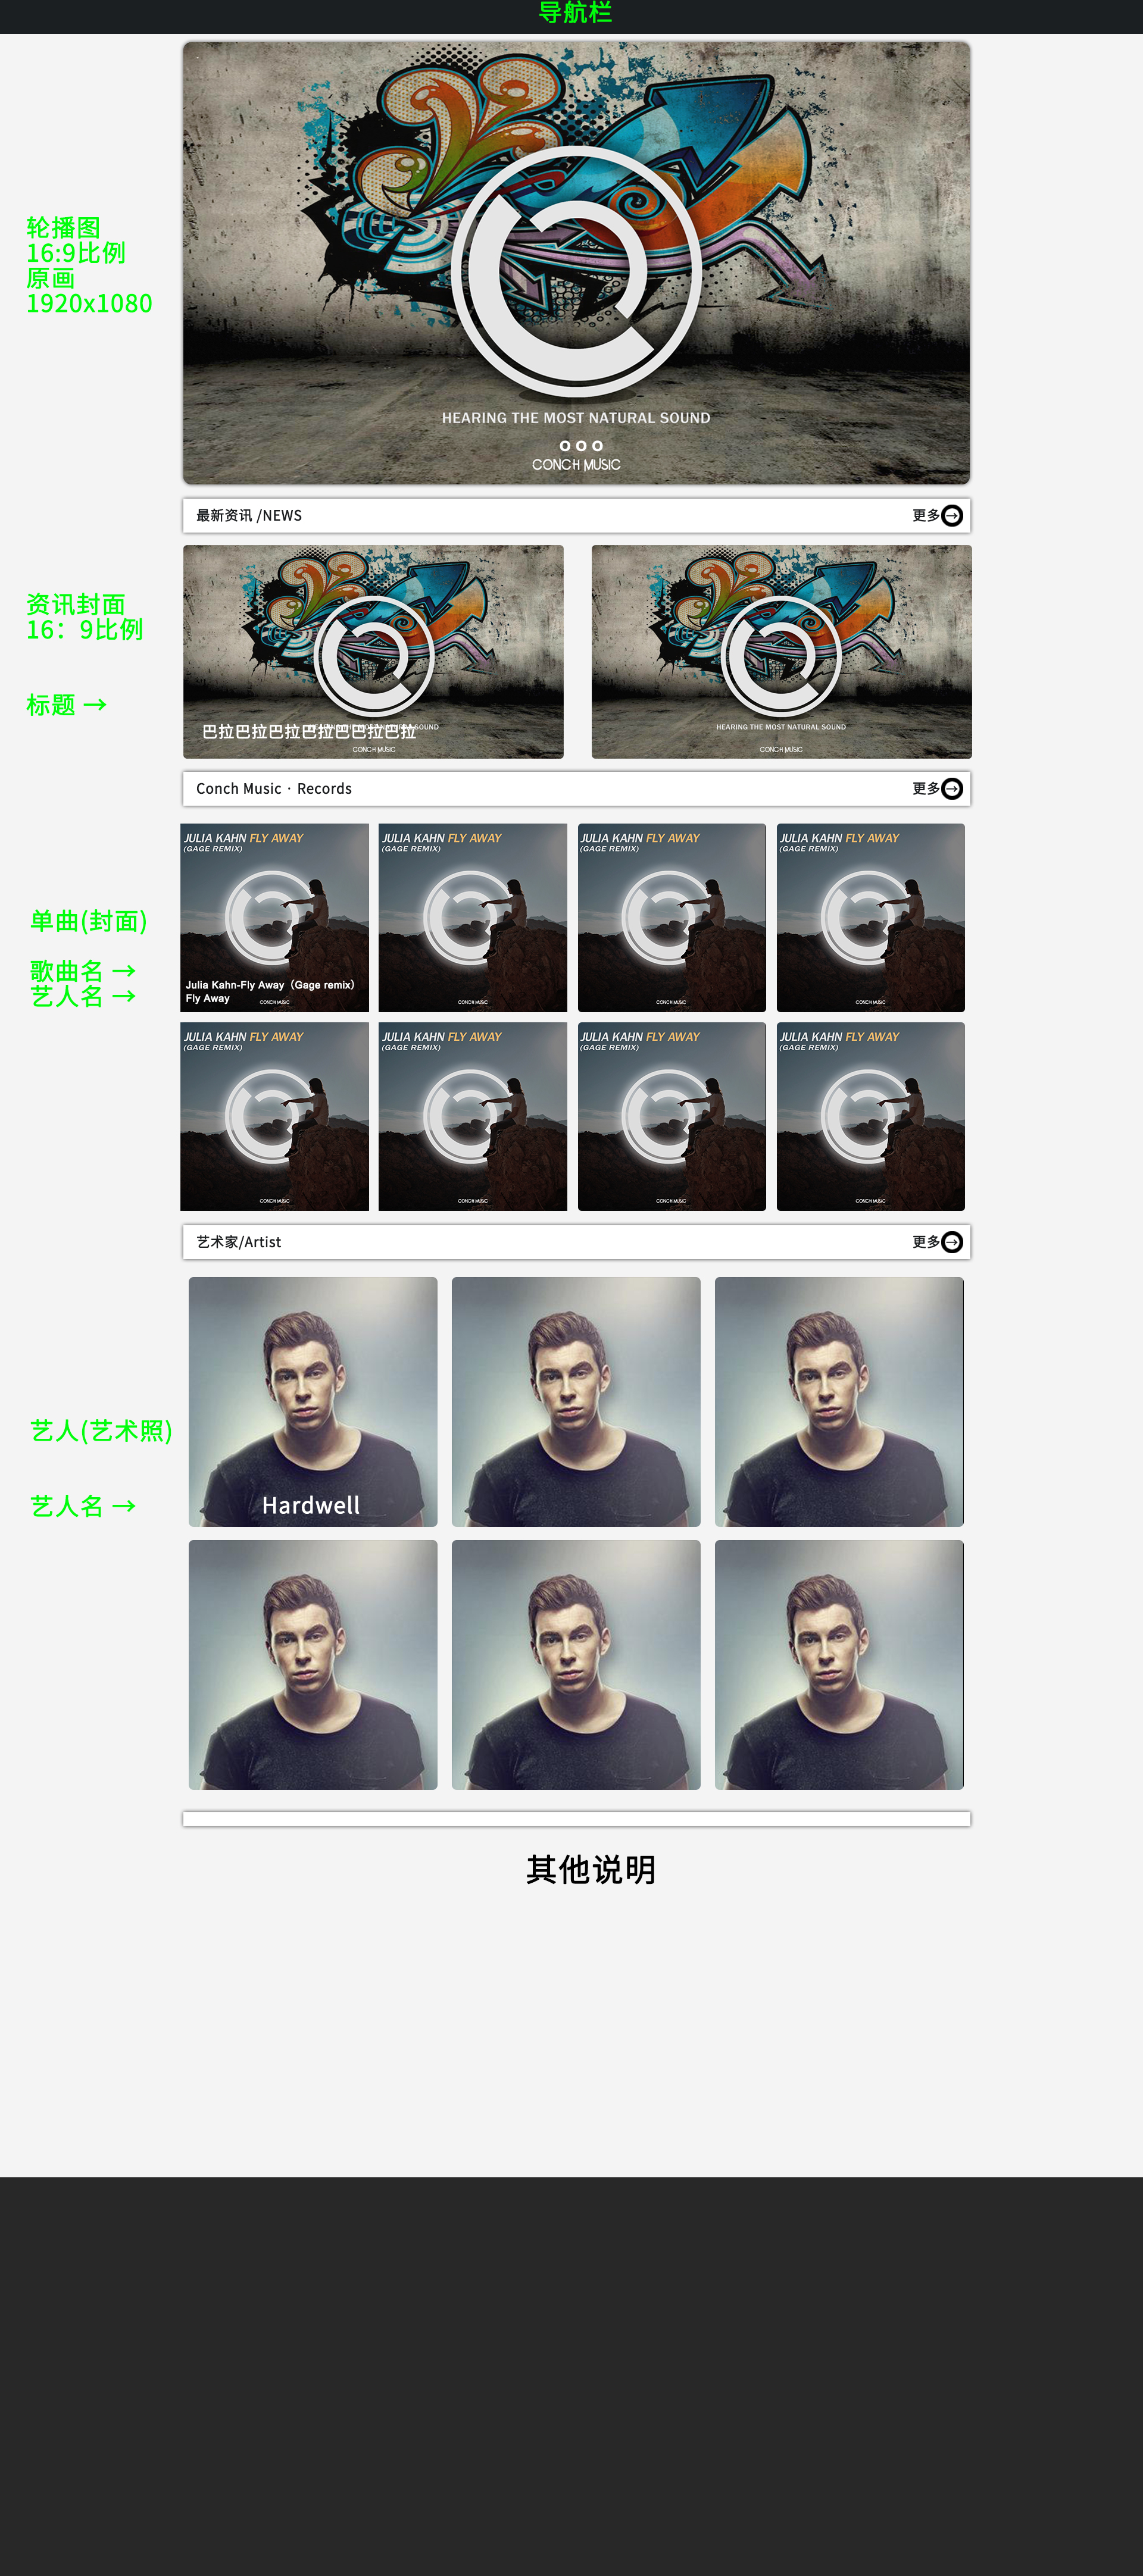 导航栏
轮播图
16:9比例
原画
1920x1080
HEARING THE MOST NATURAL SOUND
CONCH MUSIC
最新资讯 /NEWS
更多
资讯封面
16：9比例
标题 →
巴拉巴拉巴拉巴拉巴巴拉巴拉
HEARING THE MOST NATURAL SOUND
CONCH MUSIC
HEARING THE MOST NATURAL SOUND
CONCH MUSIC
Conch Music · Records
更多
单曲(封面)
歌曲名 →
艺人名 →
JULIA KAHN FLY AWAY
(GAGE REMIX)
Julia Kahn-Fly Away（Gage remix）
Fly Away
CONCH MUSIC
JULIA KAHN FLY AWAY
(GAGE REMIX)
CONCH MUSIC
JULIA KAHN FLY AWAY
(GAGE REMIX)
CONCH MUSIC
JULIA KAHN FLY AWAY
(GAGE REMIX)
CONCH MUSIC
JULIA KAHN FLY AWAY
(GAGE REMIX)
CONCH MUSIC
JULIA KAHN FLY AWAY
(GAGE REMIX)
CONCH MUSIC
JULIA KAHN FLY AWAY
(GAGE REMIX)
CONCH MUSIC
JULIA KAHN FLY AWAY
(GAGE REMIX)
CONCH MUSIC
艺术家/Artist
更多
艺人(艺术照)
艺人名 →
Hardwell
其他说明